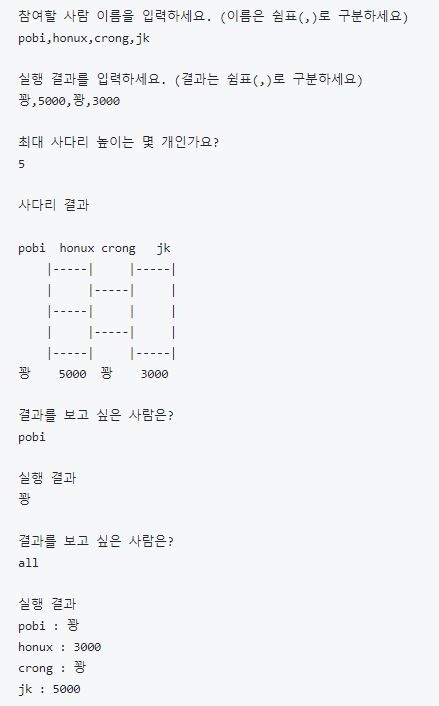 참여할 사람 이름을 입력하세요. (이름은 쉼표(,)로 구분하세요)
pobi,honux,crong,jk

실행 결과를 입력하세요. (결과는 쉼표(,)로 구분하세요)
꽝,5000,꽝,3000

최대 사다리 높이는 몇 개인가요?
5

사다리 결과

pobi  honux crong   jk
    |-----|     |-----|
    |     |-----|     |
    |-----|     |     |
    |     |-----|     |
    |-----|     |-----|
꽝    5000  꽝    3000

결과를 보고 싶은 사람은?
pobi

실행 결과
꽝

결과를 보고 싶은 사람은?
all

실행 결과
pobi : 꽝
honux : 3000
crong : 꽝
jk : 5000